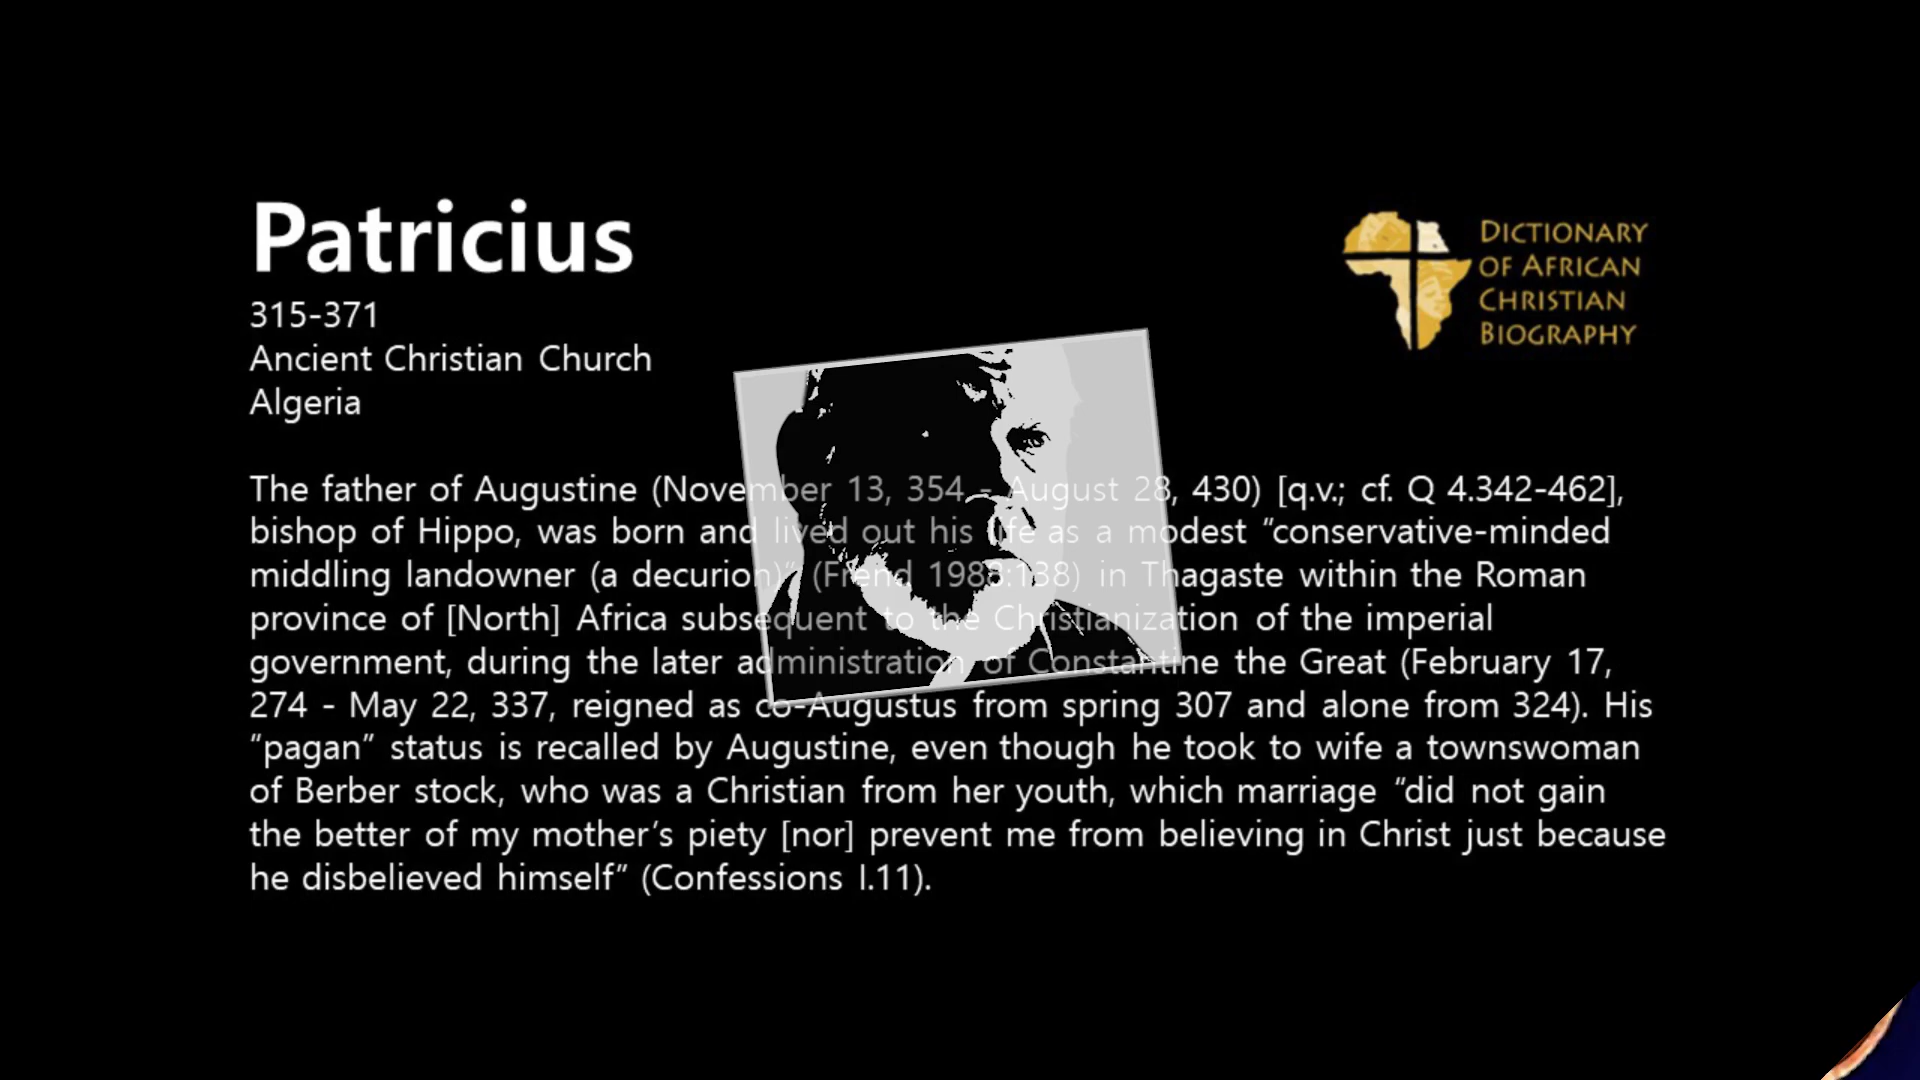 Patricius
315-371
Ancient Christian Church
Algeria
DICTIONARY
OF AFRICAN
CHRISTIAN
BIOGRAPHY
The father of Augustine (November 13, 354 - August 28, 430) [q.v.; cf. Q 4.342-462],
bishop of Hippo, was born and lived out his life as a modest “conservative-minded
middling landowner (a decurion)” (Frend 1988:138) in Thagaste within the Roman
province of [North] Africa subsequent to the Christianization of the imperial
government, during the later administration of Constantine the Great (February 17,
274 - May 22, 337, reigned as co-Augustus from spring 307 and alone from 324). His
“pagan” status is recalled by Augustine, even though he took to wife a townswoman
of Berber stock, who was a Christian from her youth, which marriage “did not gain
the better of my mother’s piety [nor] prevent me from believing in Christ just because
he disbelieved himself” (Confessions I.11).